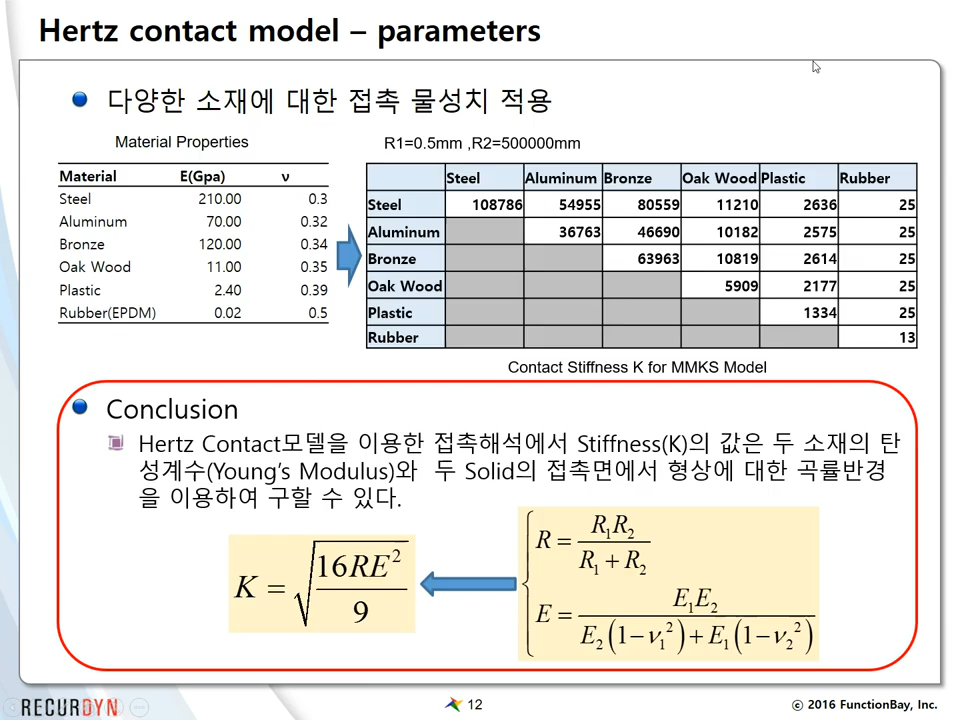 Hertz contact model – parameters
다양한 소재에 대한 접촉 물성치 적용
Material Properties
Material E(Gpa) ν
Steel 210.00 0.3
Aluminum 70.00 0.32
Bronze 120.00 0.34
Oak Wood 11.00 0.35
Plastic 2.40 0.39
Rubber(EPDM) 0.02 0.5
R1=0.5mm ,R2=500000mm
Steel Aluminum Bronze Oak Wood Plastic Rubber
Steel 108786 54955 80559 11210 2636 25
Aluminum 36763 46690 10182 2575 25
Bronze 63963 10819 2614 25
Oak Wood 5909 2177 25
Plastic 1334 25
Rubber 13
Contact Stiffness K for MMKS Model
Conclusion
Hertz Contact모델을 이용한 접촉해석에서 Stiffness(K)의 값은 두 소재의 탄
성계수(Young's Modulus)와 두 Solid의 접촉면에서 형상에 대한 곡률반경
을 이용하여 구할 수 있다.
K = √(16RE²/9)
R = R₁R₂/(R₁ + R₂)
E = E₁E₂/(E₂(1−ν₁²)+E₁(1−ν₂²))
RECURDYN
12
© 2016 FunctionBay, Inc.